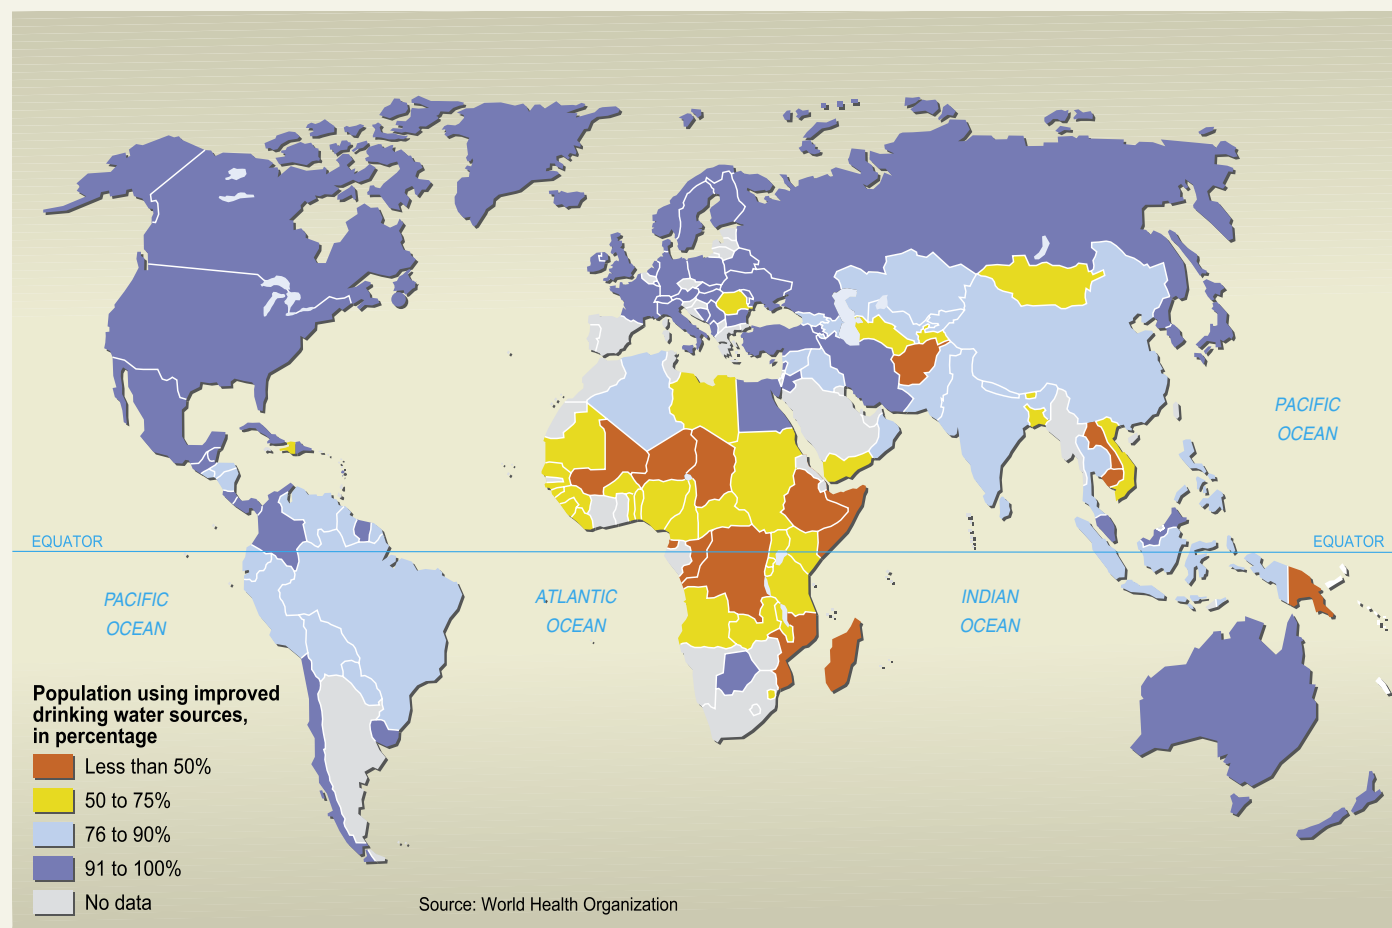 PACIFIC
OCEAN
EQUATOR
EQUATOR
PACIFIC
OCEAN
ATLANTIC
OCEAN
INDIAN
OCEAN
Population using improved
drinking water sources,
in percentage
Less than 50%
50 to 75%
76 to 90%
91 to 100%
No data
Source: World Health Organization